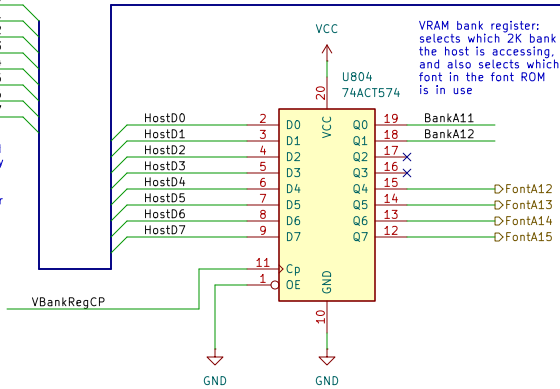 VCC
VRAM bank register:
selects which 2K bank
the host is accessing,
and also selects which
font in the font ROM
is in use
U804
74ACT574
20
VCC
HostD0 2 D0 Q0 19 BankA11
HostD1 3 D1 Q1 18 BankA12
HostD2 4 D2 Q2 17
HostD3 5 D3 Q3 16
HostD4 6 D4 Q4 15 FontA12
HostD5 7 D5 Q5 14 FontA13
HostD6 8 D6 Q6 13 FontA14
HostD7 9 D7 Q7 12 FontA15
11 Cp
1 OE
GND
VBankRegCP
10
GND
GND